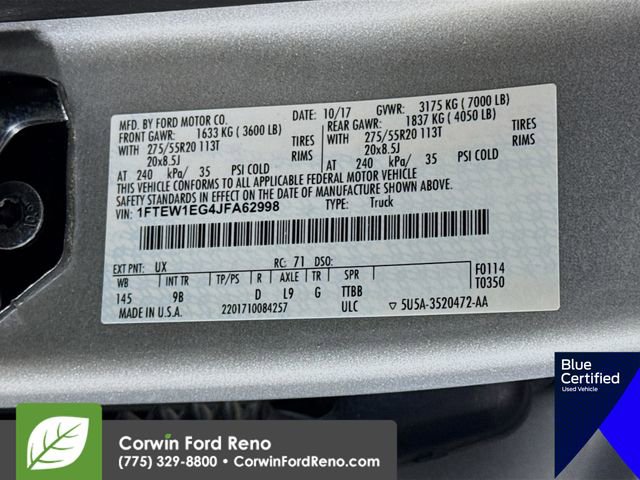 MFD. BY FORD MOTOR CO.
DATE: 10/17 GVWR: 3175 KG ( 7000 LB)
FRONT GAWR: 1633 KG ( 3600 LB) REAR GAWR: 1837 KG ( 4050 LB)
WITH 275/55R20 113T TIRES WITH 275/55R20 113T TIRES
20x8.5J RIMS 20x8.5J RIMS
AT 240 kPa/ 35 PSI COLD AT 240 kPa/ 35 PSI COLD
THIS VEHICLE CONFORMS TO ALL APPLICABLE FEDERAL MOTOR VEHICLE
SAFETY STANDARDS IN EFFECT ON THE DATE OF MANUFACTURE SHOWN ABOVE.
VIN: 1FTEW1EG4JFA62998 TYPE: Truck
EXT PNT: UX RC: 71 DSO: F0114
WB INT TR TP/PS R AXLE TR SPR T0350
145 9B D L9 G TTBB
U.S.A. 2201710084257 ULC 5U5A-3520472-AA
Blue
Certified
Used Vehicle
Corwin Ford Reno
(775) 329-8800 • CorwinFordReno.com